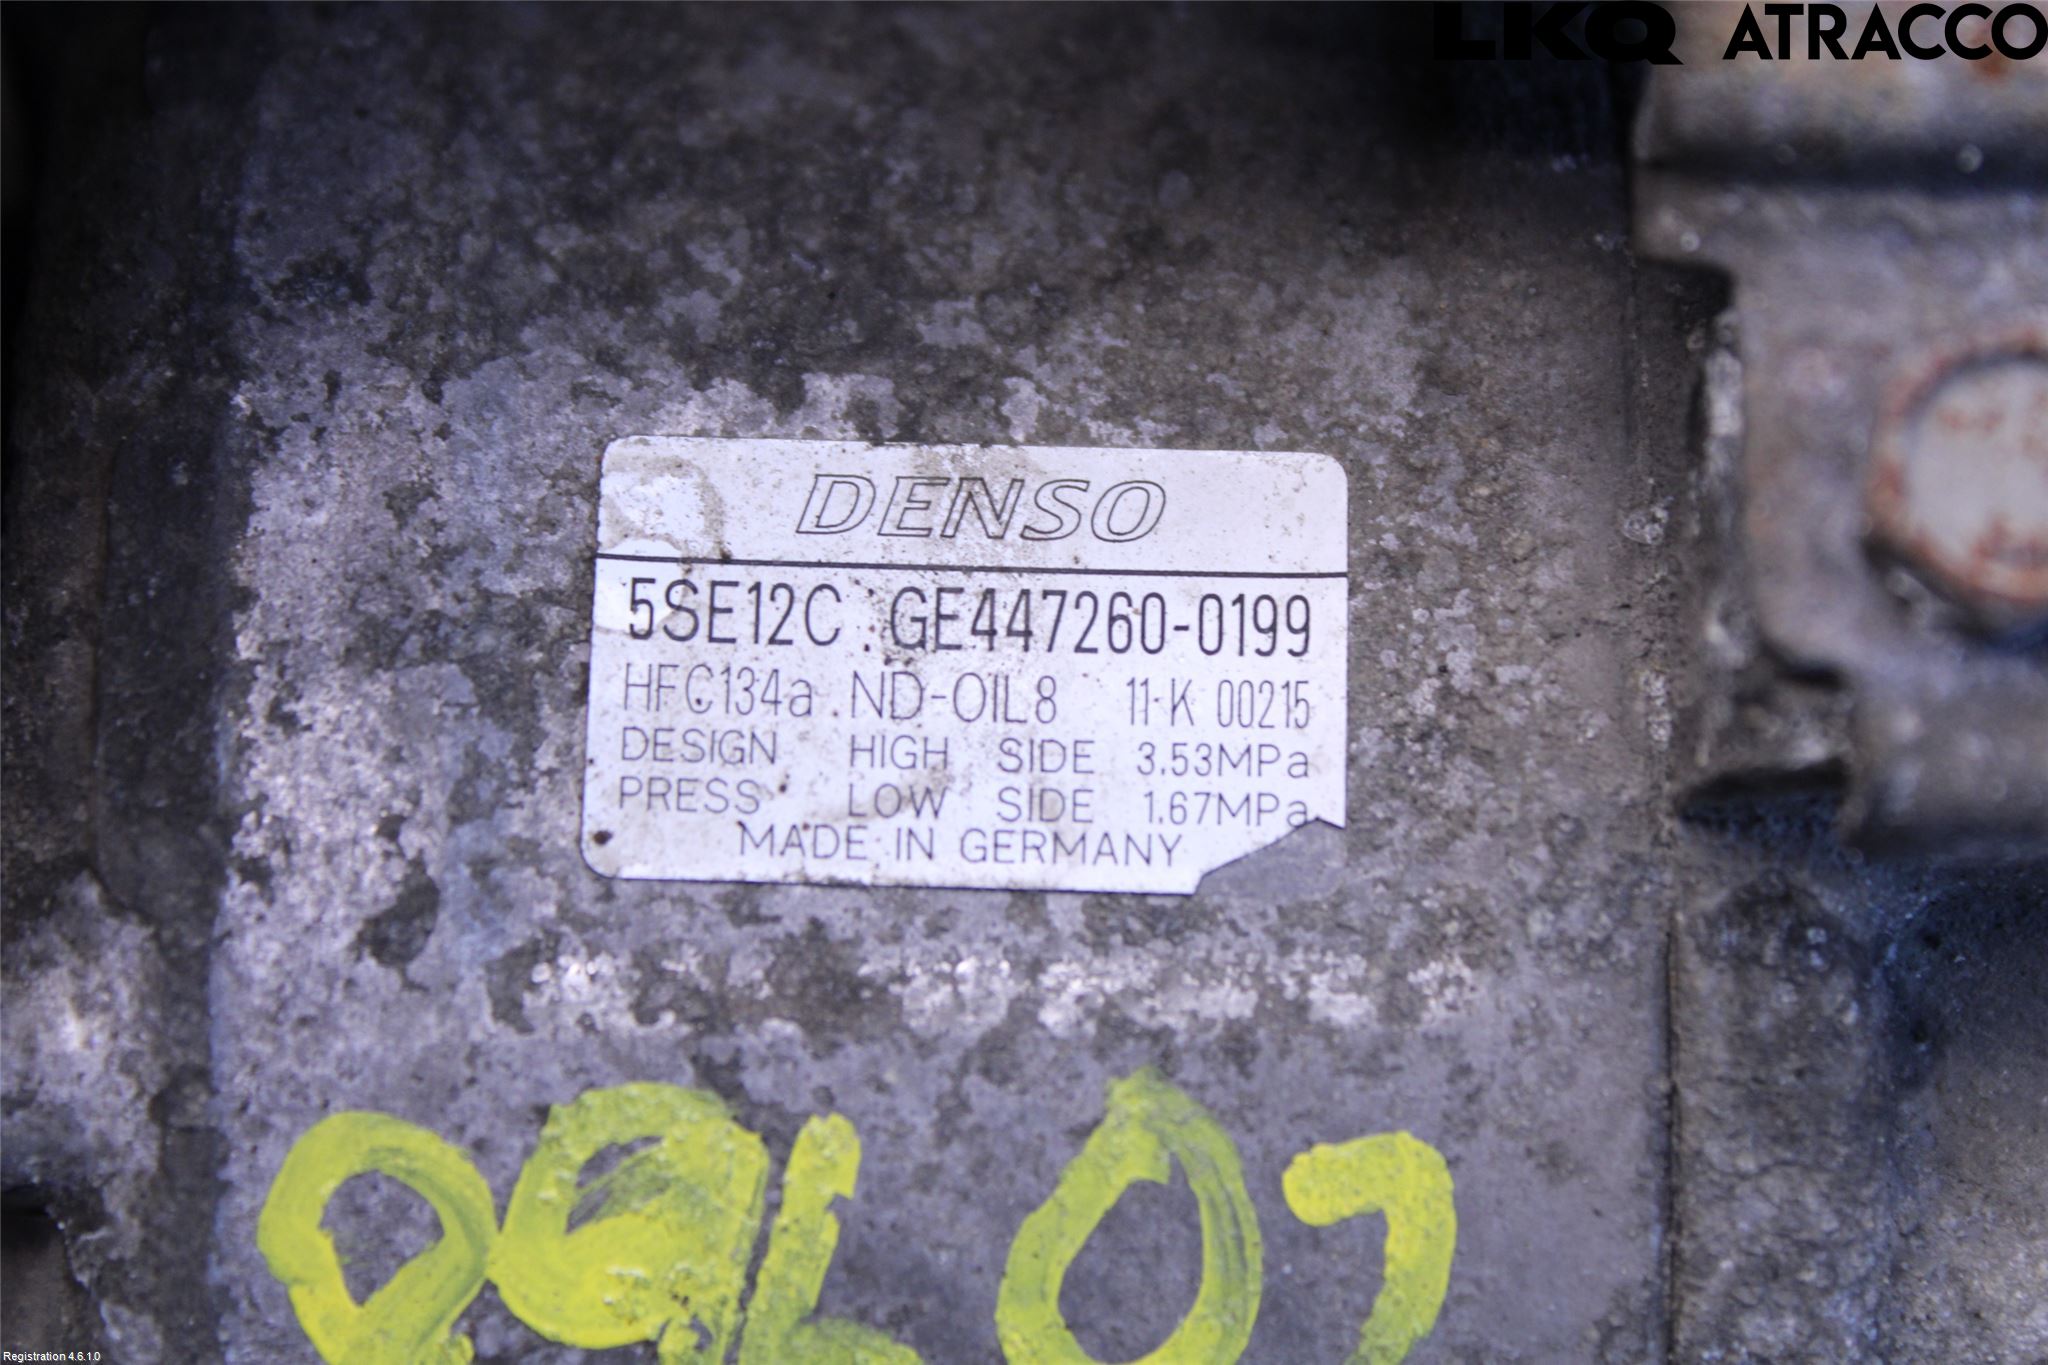 LKQ ATRACCO
DENSO
5SE12C GE447260-0199
HFC134a ND-OIL8 11-K 00215
DESIGN HIGH SIDE 3.53MPa
PRESS LOW SIDE 1.67MPa
MADE IN GERMANY
Registration 4.6.1.0